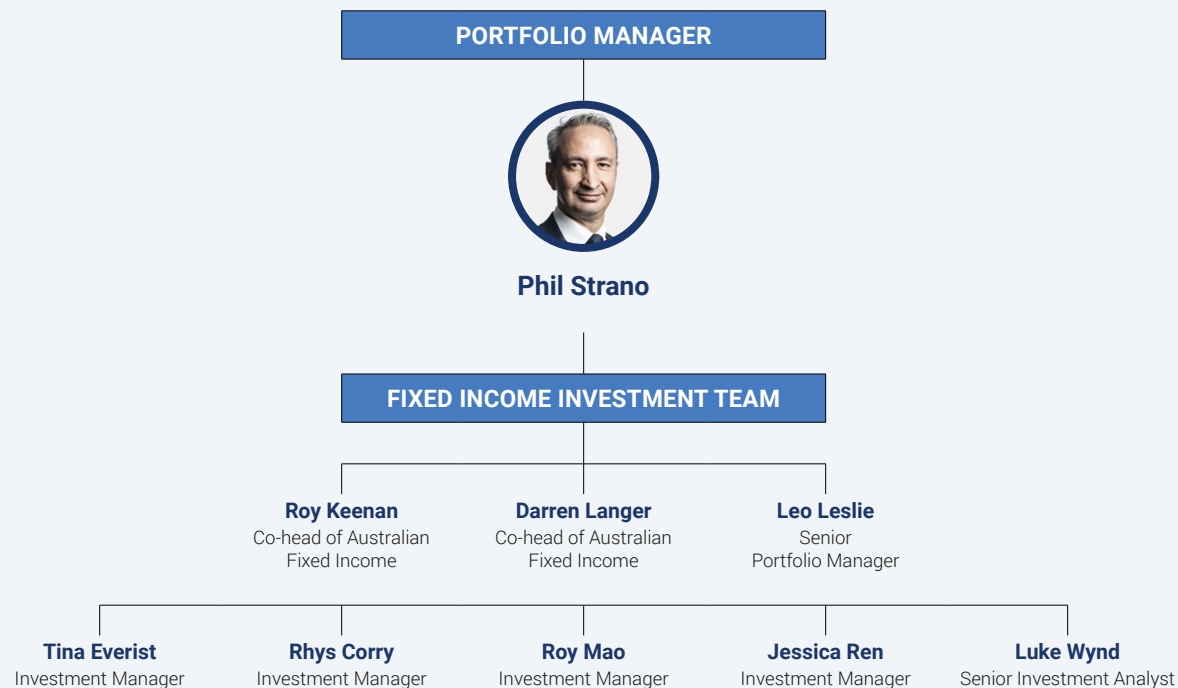 PORTFOLIO MANAGER
Phil Strano
FIXED INCOME INVESTMENT TEAM
Roy Keenan
Co-head of Australian
Fixed Income
Darren Langer
Co-head of Australian
Fixed Income
Leo Leslie
Senior
Portfolio Manager
Tina Everist
Investment Manager
Rhys Corry
Investment Manager
Roy Mao
Investment Manager
Jessica Ren
Investment Manager
Luke Wynd
Senior Investment Analyst